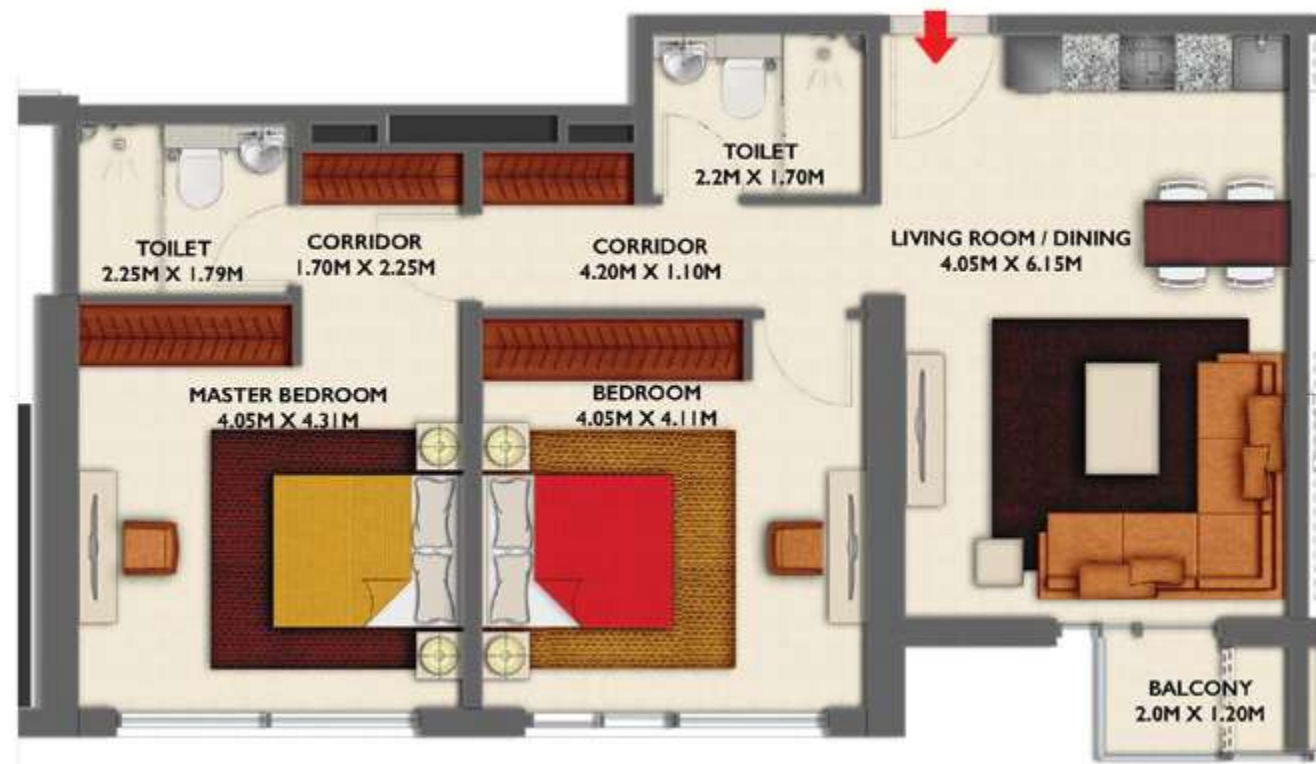 TOILET
2.2M X 1.70M
TOILET
2.25M X 1.79M
CORRIDOR
1.70M X 2.25M
CORRIDOR
4.20M X 1.10M
LIVING ROOM / DINING
4.05M X 6.15M
MASTER BEDROOM
4.05M X 4.31M
BEDROOM
4.05M X 4.11M
BALCONY
2.0M X 1.20M